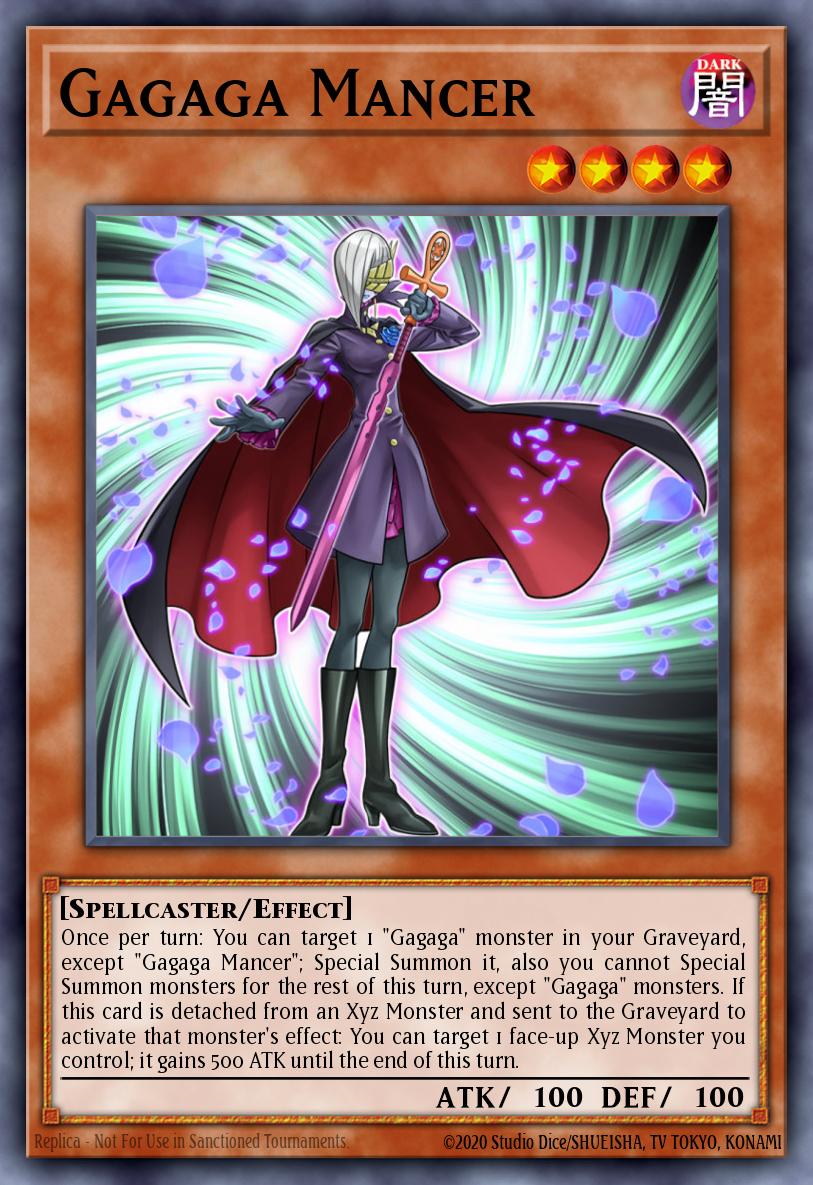 Gagaga Mancer
DARK
闇
[Spellcaster/Effect]
Once per turn: You can target 1 "Gagaga" monster in your Graveyard,
except "Gagaga Mancer"; Special Summon it, also you cannot Special
Summon monsters for the rest of this turn, except "Gagaga" monsters. If
this card is detached from an Xyz Monster and sent to the Graveyard to
activate that monster's effect: You can target 1 face-up Xyz Monster you
control; it gains 500 ATK until the end of this turn.
ATK/ 100 DEF/ 100
Replica - Not For Use in Sanctioned Tournaments.
©2020 Studio Dice/SHUEISHA, TV TOKYO, KONAMI